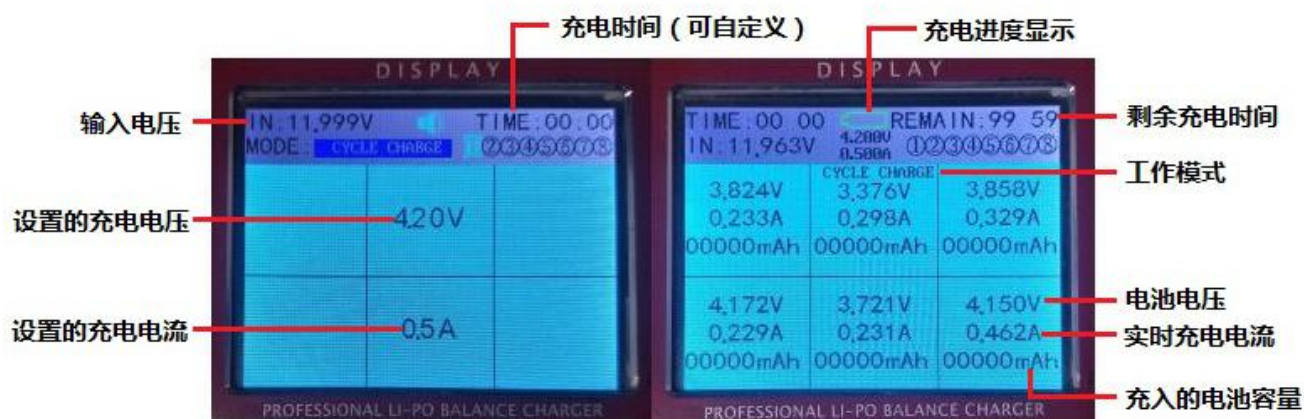 充电时间（可自定义）
充电进度显示
DISPLAY
DISPLAY
输入电压
IN:11.999V
TIME:00:00
MODE:
CYCLE CHARGE
①②③④⑤⑥⑦⑧
设置的充电电压
4.20V
设置的充电电流
0.5A
PROFESSIONAL LI-PO BALANCE CHARGER
TIME:00 00
REMAIN:99 59
剩余充电时间
IN:11.963V
4.200V
0.500A
①②③④⑤⑥⑦⑧
CYCLE CHARGE
工作模式
3.824V
3.376V
3.858V
0.233A
0.298A
0.329A
00000mAh
00000mAh
00000mAh
4.172V
3.721V
4.150V
电池电压
0.229A
0.231A
0.462A
实时充电电流
00000mAh
00000mAh
00000mAh
充入的电池容量
PROFESSIONAL LI-PO BALANCE CHARGER